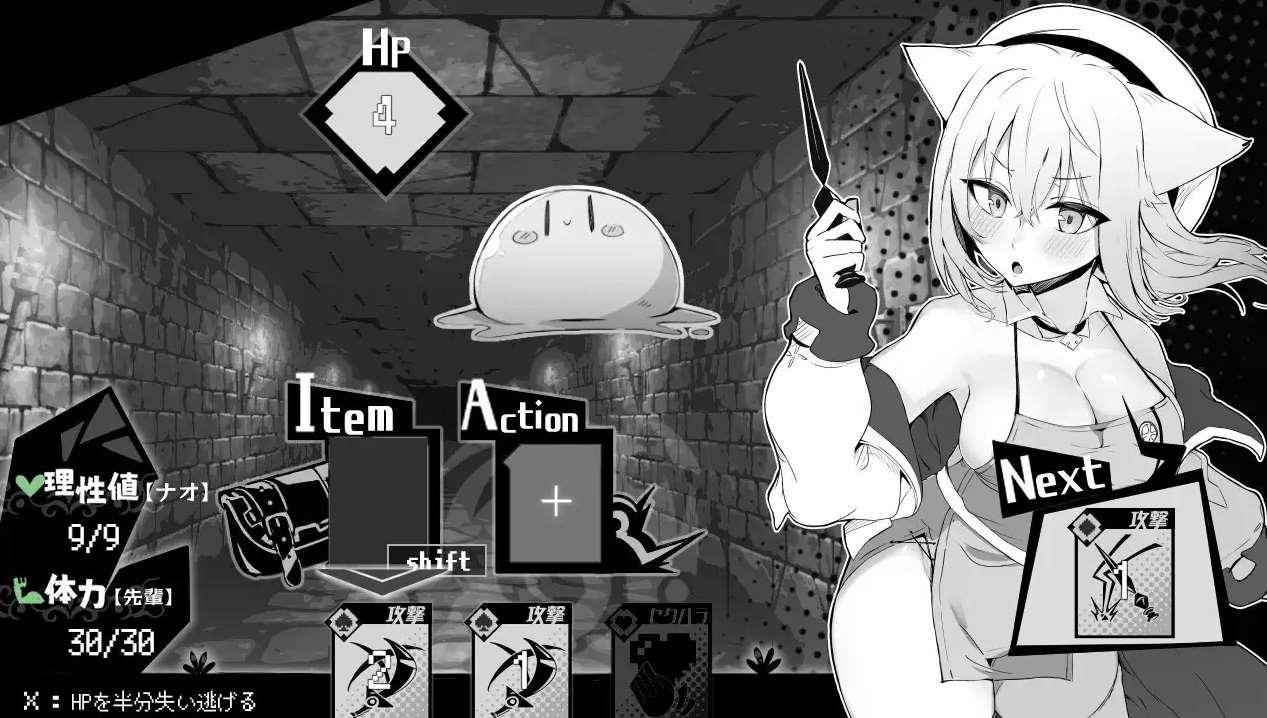 Hp
4
Item
Action
shift
理性値【ナオ】
9/9
体力【先輩】
30/30
X : HPを半分失い逃げる
攻撃
2
攻撃
1
セクハラ
Next
攻撃
1